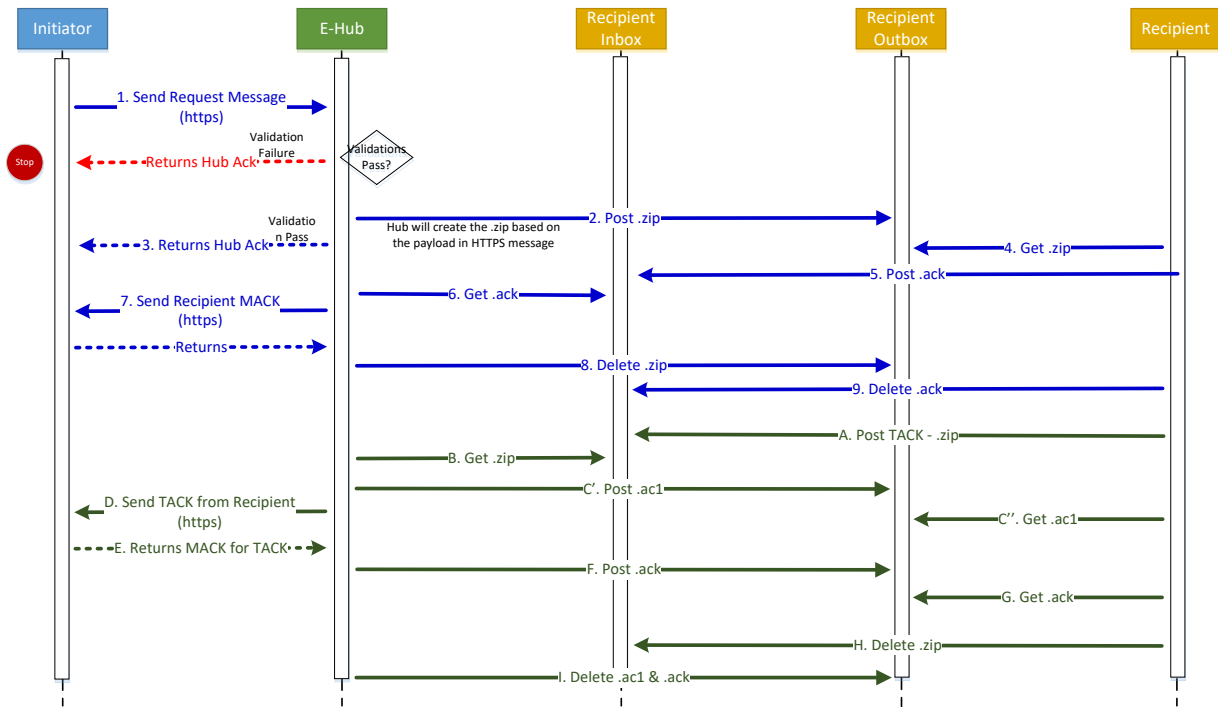 Initiator
E-Hub
Recipient
Inbox
Recipient
Outbox
Recipient
1. Send Request Message
(https)
Validation
Failure
Validations
Pass?
Stop
Returns Hub Ack
2. Post .zip
Validatio
n Pass
Hub will create the .zip based on
the payload in HTTPS message
3. Returns Hub Ack
4. Get .zip
5. Post .ack
6. Get .ack
7. Send Recipient MACK
(https)
Returns
8. Delete .zip
9. Delete .ack
A. Post TACK - .zip
B. Get .zip
C'. Post .ac1
D. Send TACK from Recipient
(https)
C''. Get .ac1
E. Returns MACK for TACK
F. Post .ack
G. Get .ack
H. Delete .zip
I. Delete .ac1 & .ack